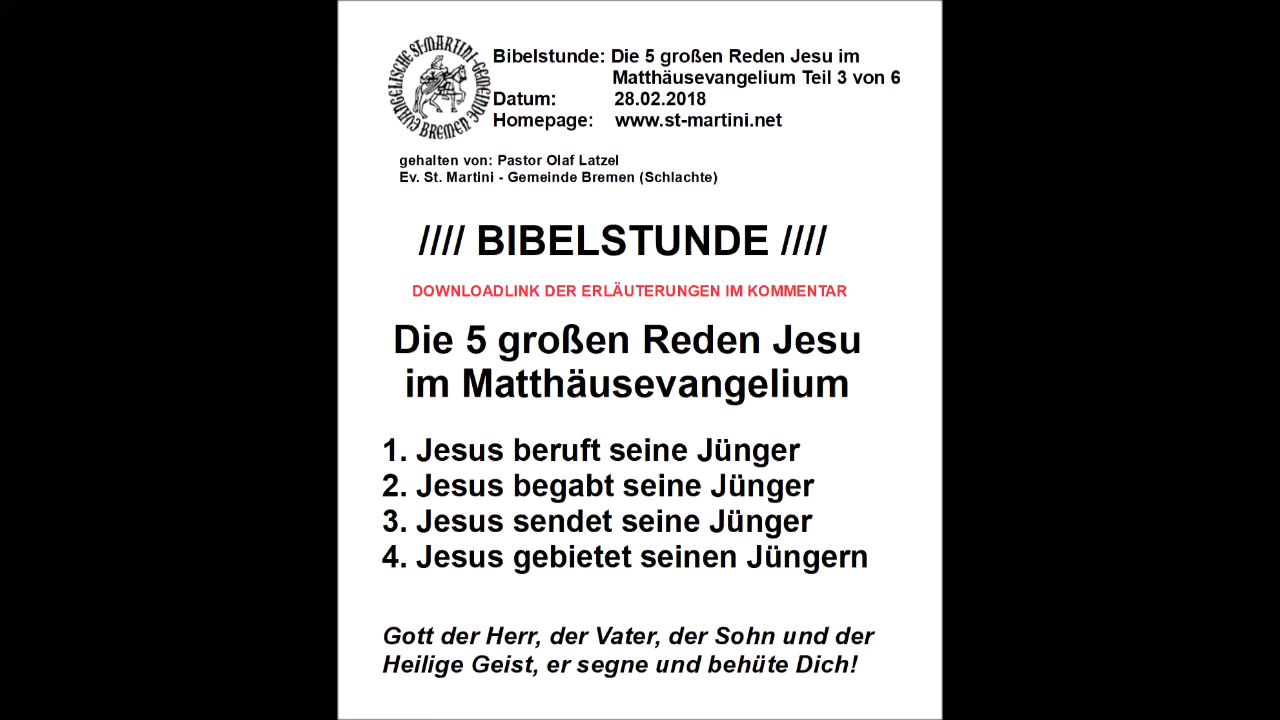 EVANGELISCHE ST-MARTINI-GEMEINDE BREMEN
Bibelstunde: Die 5 großen Reden Jesu im
Matthäusevangelium Teil 3 von 6
Datum: 28.02.2018
Homepage: www.st-martini.net
gehalten von: Pastor Olaf Latzel
Ev. St. Martini - Gemeinde Bremen (Schlachte)
//// BIBELSTUNDE ////
DOWNLOADLINK DER ERLÄUTERUNGEN IM KOMMENTAR
Die 5 großen Reden Jesu
im Matthäusevangelium
1. Jesus beruft seine Jünger
2. Jesus begabt seine Jünger
3. Jesus sendet seine Jünger
4. Jesus gebietet seinen Jüngern
Gott der Herr, der Vater, der Sohn und der
Heilige Geist, er segne und behüte Dich!